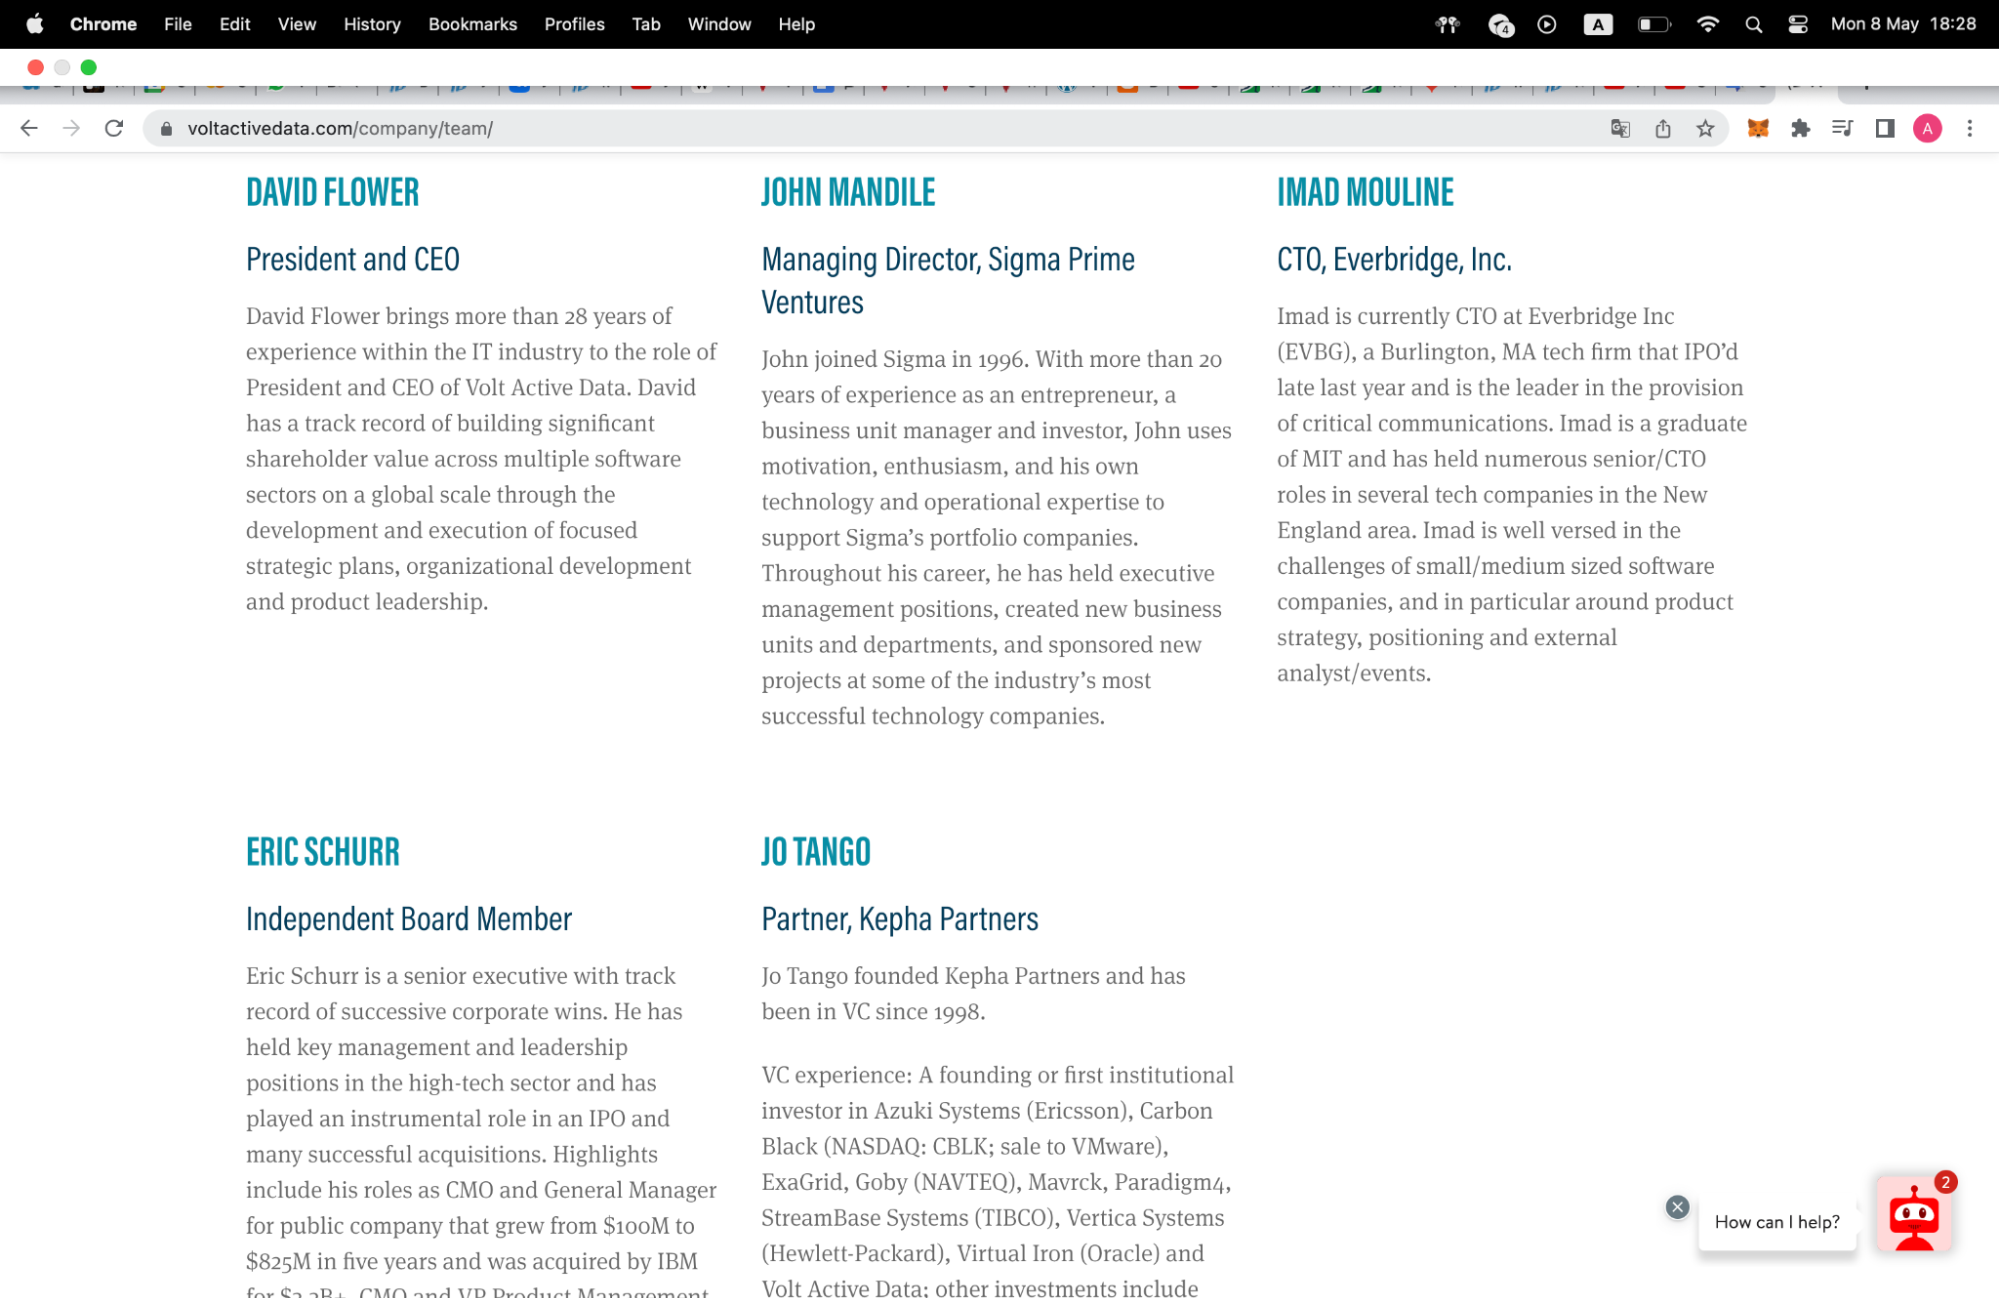 Chrome File Edit View History Bookmarks Profiles Tab Window Help 4 A Mon 8 May 18:28
voltactivedata.com/company/team/ A
DAVID FLOWER
President and CEO
David Flower brings more than 28 years of
experience within the IT industry to the role of
President and CEO of Volt Active Data. David
has a track record of building significant
shareholder value across multiple software
sectors on a global scale through the
development and execution of focused
strategic plans, organizational development
and product leadership.
JOHN MANDILE
Managing Director, Sigma Prime
Ventures
John joined Sigma in 1996. With more than 20
years of experience as an entrepreneur, a
business unit manager and investor, John uses
motivation, enthusiasm, and his own
technology and operational expertise to
support Sigma’s portfolio companies.
Throughout his career, he has held executive
management positions, created new business
units and departments, and sponsored new
projects at some of the industry’s most
successful technology companies.
IMAD MOULINE
CTO, Everbridge, Inc.
Imad is currently CTO at Everbridge Inc
(EVBG), a Burlington, MA tech firm that IPO’d
late last year and is the leader in the provision
of critical communications. Imad is a graduate
of MIT and has held numerous senior/CTO
roles in several tech companies in the New
England area. Imad is well versed in the
challenges of small/medium sized software
companies, and in particular around product
strategy, positioning and external
analyst/events.
ERIC SCHURR
Independent Board Member
Eric Schurr is a senior executive with track
record of successive corporate wins. He has
held key management and leadership
positions in the high-tech sector and has
played an instrumental role in an IPO and
many successful acquisitions. Highlights
include his roles as CMO and General Manager
for public company that grew from $100M to
$825M in five years and was acquired by IBM
CMO and VP Product Management
JO TANGO
Partner, Kepha Partners
Jo Tango founded Kepha Partners and has
been in VC since 1998.
VC experience: A founding or first institutional
investor in Azuki Systems (Ericsson), Carbon
Black (NASDAQ: CBLK; sale to VMware),
ExaGrid, Goby (NAVTEQ), Mavrck, Paradigm4,
StreamBase Systems (TIBCO), Vertica Systems
(Hewlett-Packard), Virtual Iron (Oracle) and
Volt Active Data; other investments include
How can I help?
2